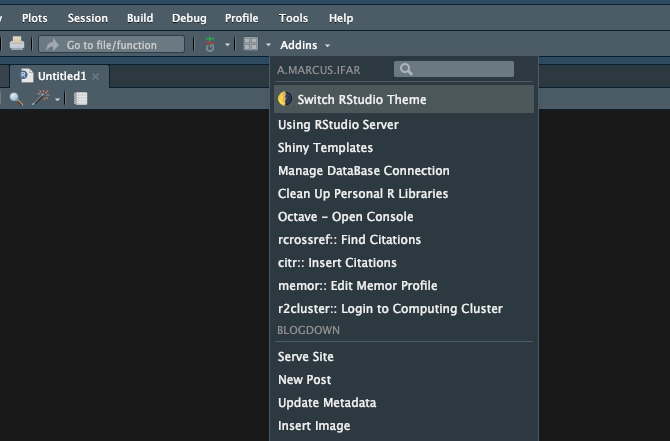 Plots Session Build Debug Profile Tools Help
Go to file/function Addins
A.MARCUS.IFAR
Untitled1
Switch RStudio Theme
Using RStudio Server
Shiny Templates
Manage DataBase Connection
Clean Up Personal R Libraries
Octave - Open Console
rcrossref:: Find Citations
citr:: Insert Citations
memor:: Edit Memor Profile
r2cluster:: Login to Computing Cluster
BLOGDOWN
Serve Site
New Post
Update Metadata
Insert Image